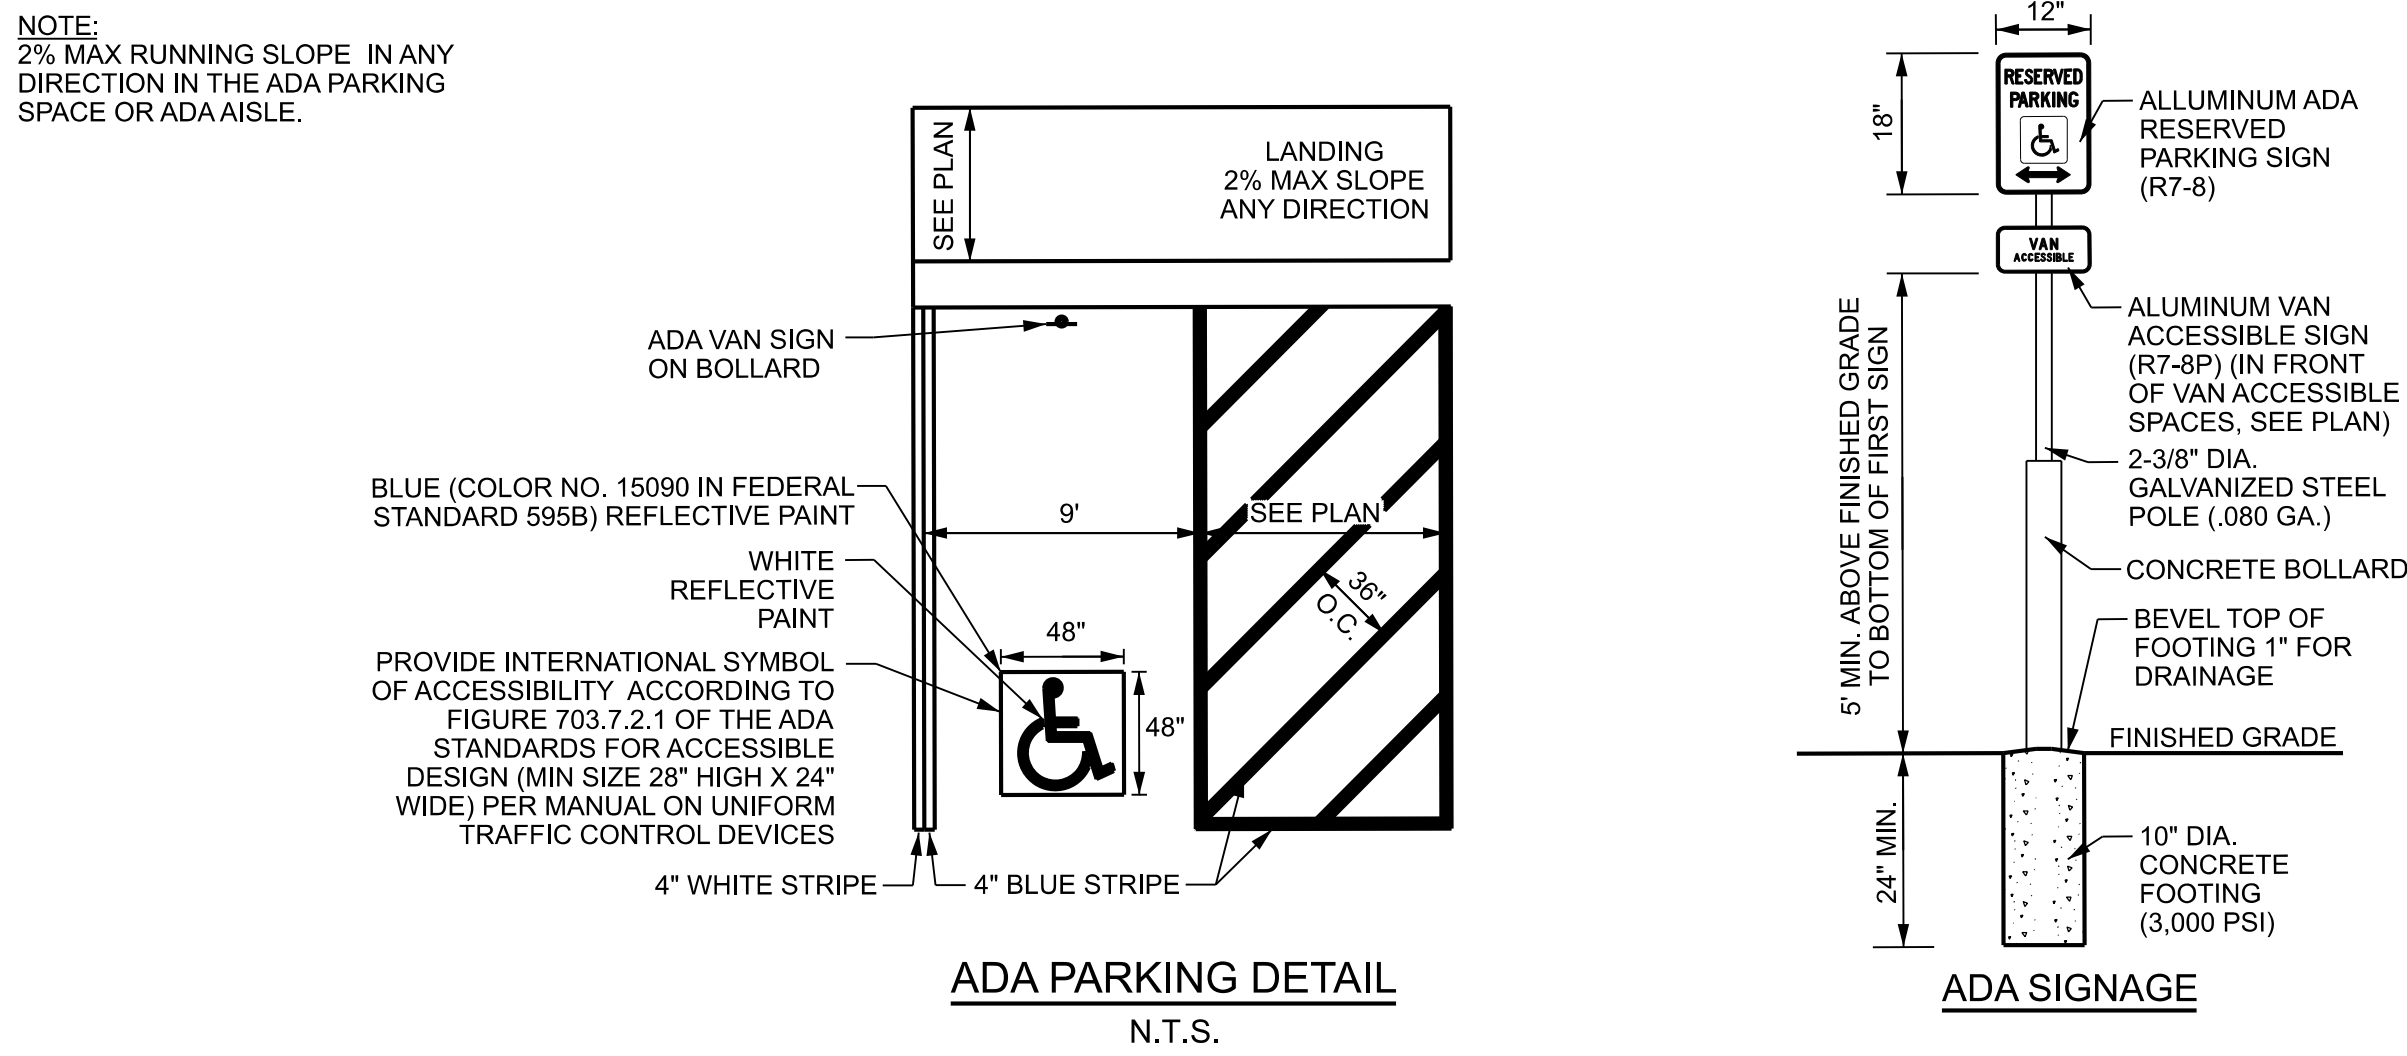 NOTE:
2% MAX RUNNING SLOPE IN ANY
DIRECTION IN THE ADA PARKING
SPACE OR ADA AISLE.
SEE PLAN
LANDING
2% MAX SLOPE
ANY DIRECTION
ADA VAN SIGN
ON BOLLARD
BLUE (COLOR NO. 15090 IN FEDERAL
STANDARD 595B) REFLECTIVE PAINT
9'
SEE PLAN
WHITE
REFLECTIVE
PAINT
36"
O.C.
48"
48"
PROVIDE INTERNATIONAL SYMBOL
OF ACCESSIBILITY ACCORDING TO
FIGURE 703.7.2.1 OF THE ADA
STANDARDS FOR ACCESSIBLE
DESIGN (MIN SIZE 28" HIGH X 24"
WIDE) PER MANUAL ON UNIFORM
TRAFFIC CONTROL DEVICES
4" WHITE STRIPE
4" BLUE STRIPE
ADA PARKING DETAIL
N.T.S.
12"
18"
RESERVED
PARKING
ALLUMINUM ADA
RESERVED
PARKING SIGN
(R7-8)
VAN
ACCESSIBLE
ALUMINUM VAN
ACCESSIBLE SIGN
(R7-8P) (IN FRONT
OF VAN ACCESSIBLE
SPACES, SEE PLAN)
5' MIN. ABOVE FINISHED GRADE
TO BOTTOM OF FIRST SIGN
2-3/8" DIA.
GALVANIZED STEEL
POLE (.080 GA.)
CONCRETE BOLLARD
BEVEL TOP OF
FOOTING 1" FOR
DRAINAGE
FINISHED GRADE
24" MIN.
10" DIA.
CONCRETE
FOOTING
(3,000 PSI)
ADA SIGNAGE